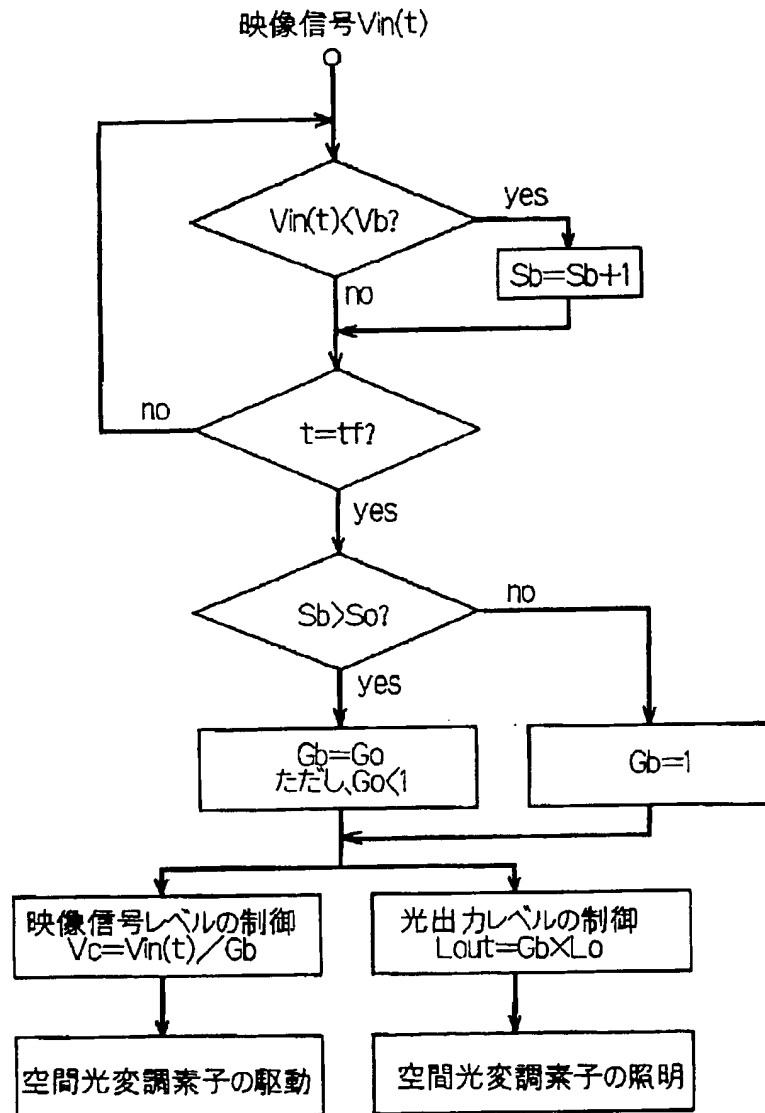 映像信号Vin(t)
Vin(t)<Vb?
yes
Sb=Sb+1
no
no
t=tf?
yes
Sb>So?
no
yes
Gb=Go
ただし、Go<1
Gb=1
映像信号レベルの制御
Vc=Vin(t)／Gb
光出力レベルの制御
Lout=Gb×Lo
空間光変調素子の駆動
空間光変調素子の照明